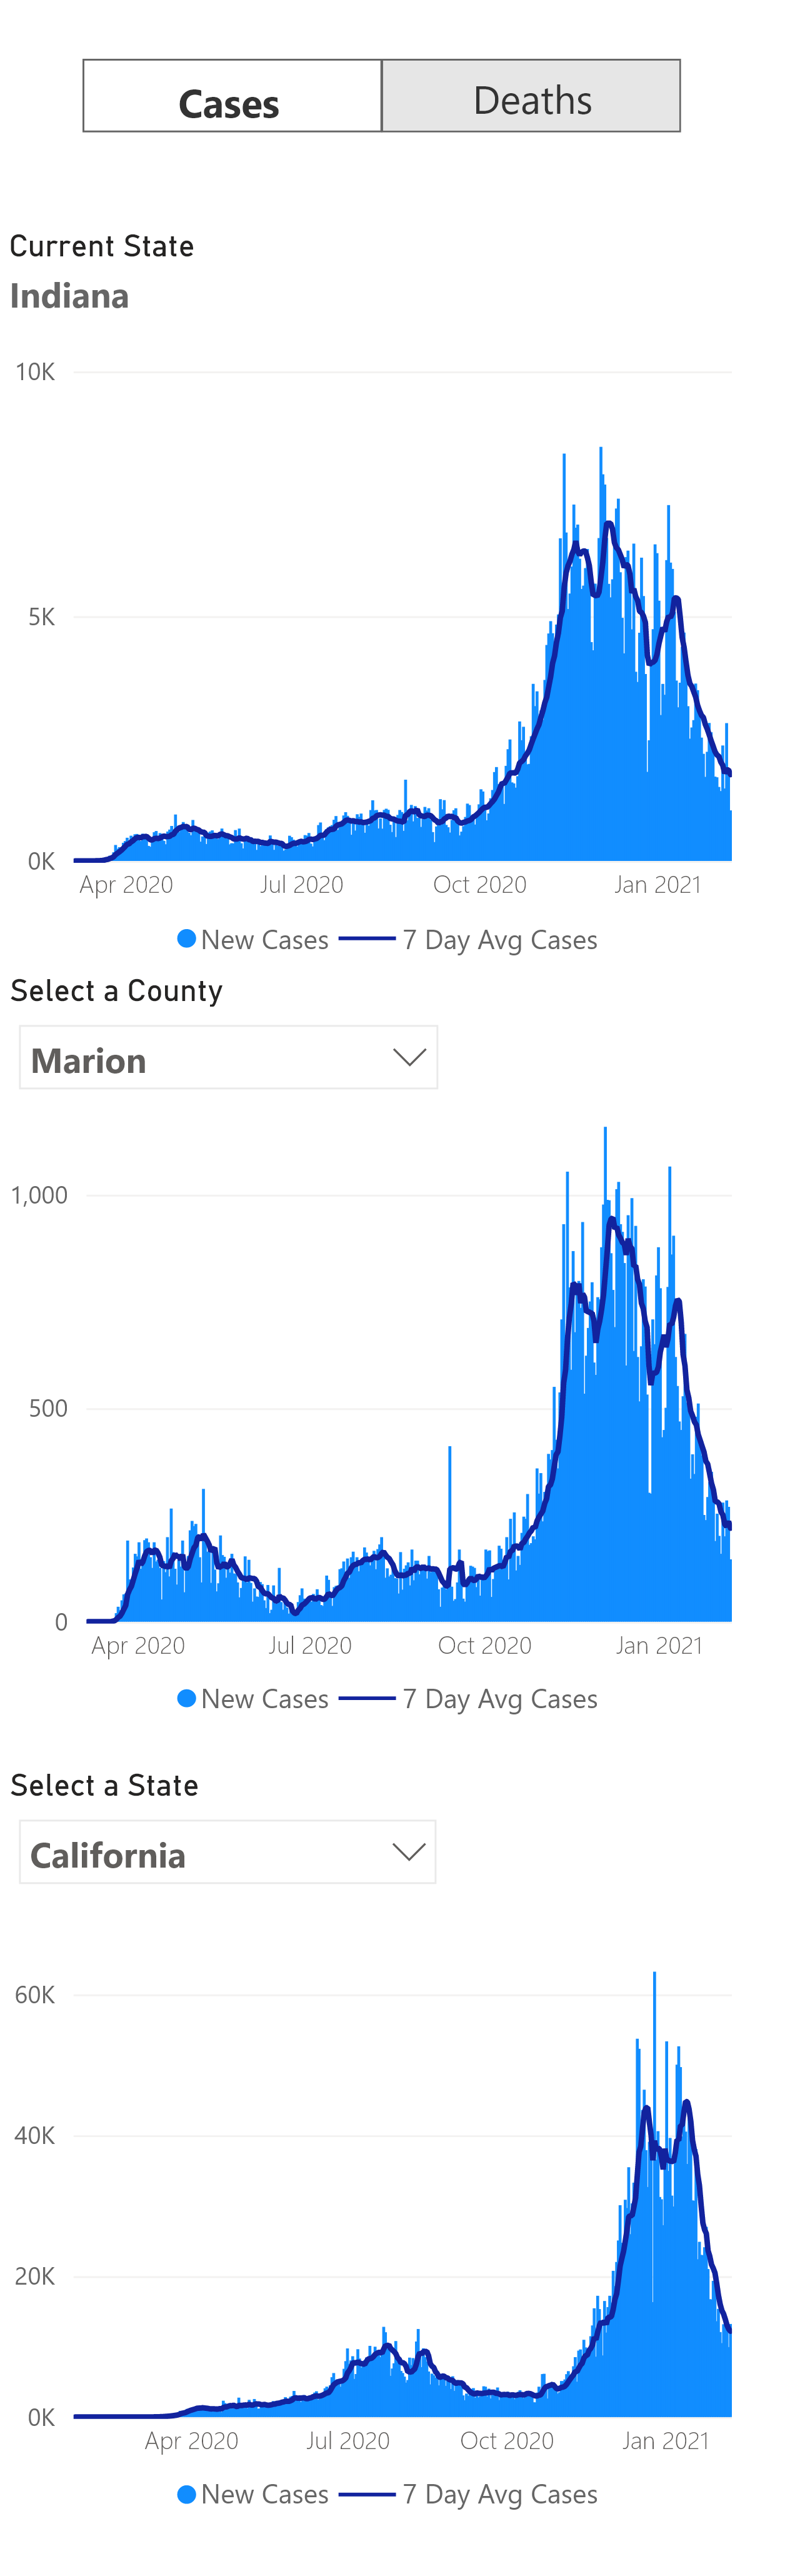 Cases Deaths
Current State
Indiana
10K
5K
0K
Apr 2020 Jul 2020 Oct 2020 Jan 2021
New Cases 7 Day Avg Cases
Select a County
Marion
1,000
500
0
Apr 2020 Jul 2020 Oct 2020 Jan 2021
New Cases 7 Day Avg Cases
Select a State
California
60K
40K
20K
0K
Apr 2020 Jul 2020 Oct 2020 Jan 2021
New Cases 7 Day Avg Cases